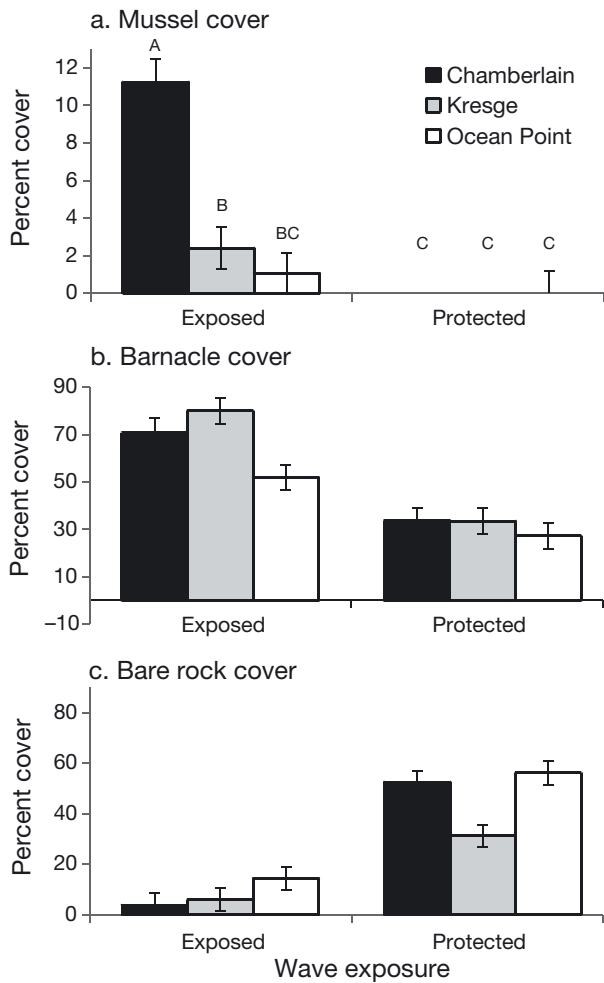 a. Mussel cover
A
12
Chamberlain
10
Kresge
8
Ocean Point
Percent cover
6
4
B
BC
C C C
2
0
Exposed Protected
b. Barnacle cover
90
70
Percent cover
50
30
10
–10
Exposed Protected
c. Bare rock cover
80
60
Percent cover
40
20
0
Exposed Protected
Wave exposure